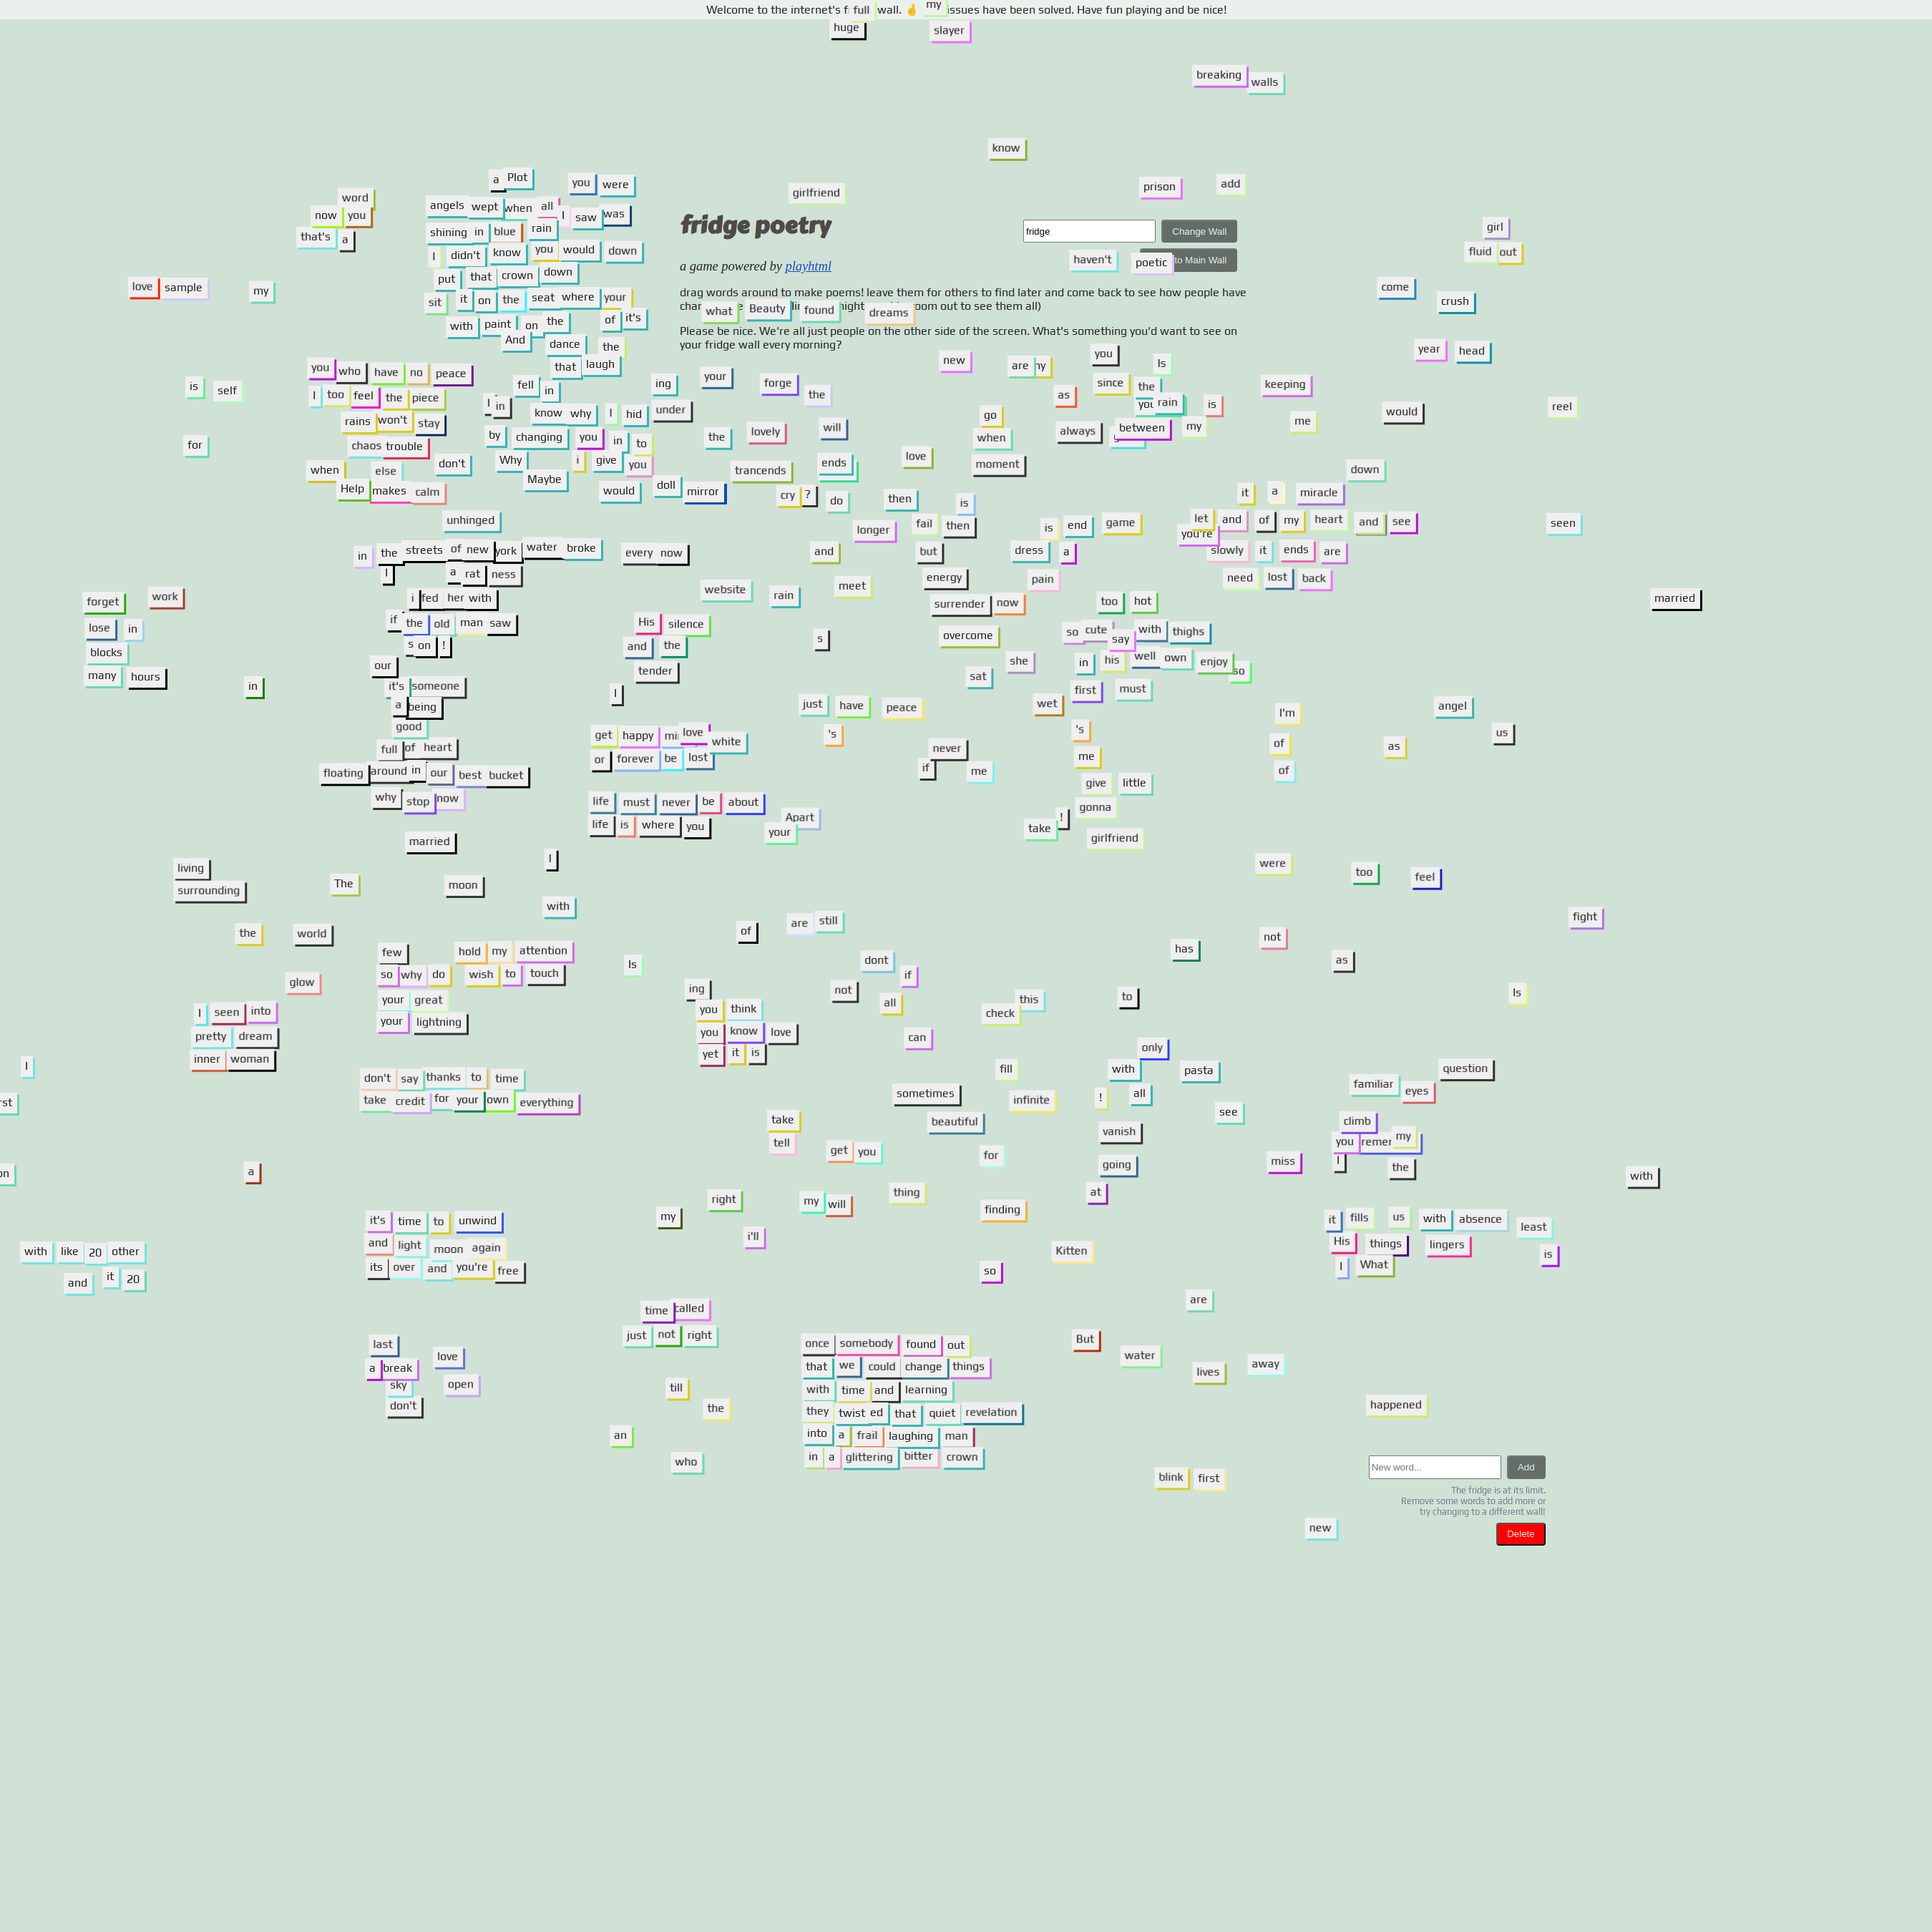 Welcome to the internet's f full wall. 🤞 my issues have been solved. Have fun playing and be nice!
huge
slayer
breaking walls
know
girlfriend
prison add
word
now you
that's a
love sample my
a Plot you were
angels wept when all I saw was
shining in blue rain
I didn't know you would down
put that crown down
sit it on the seat where your
with paint on the of it's
And dance the
that laugh
fell in
I in know why I hid under
by changing you in to
Why i give you
Maybe would doll mirror
fridge poetry
fridge
Change Wall
to Main Wall
haven't poetic
a game powered by playhtml
drag words around to make poems! leave them for others to find later and come back to see how people have
what Beauty found dreams
room out to see them all)
Please be nice. We're all just people on the other side of the screen. What's something you'd want to see on
your fridge wall every morning?
girl
fluid out
come crush
year head
is self
for
you who have no peace
I too feel the piece
rains won't stay
chaos trouble
when else don't
Help makes calm
ing your forge the
the lovely will
trancends ends
cry ? do
new are you Is
since the
as rain is
go always between my
when
love moment
keeping
me would reel
down
then is
longer fail then
and but
is end game
dress a
energy pain
surrender now
overcome
it a miracle
let and of my heart and see
you're
slowly it ends are
need lost back
seen
married
unhinged
in the streets of new york water broke every now
I a rat ness
i fed her with
if the old man saw
s on !
our
it's someone
a being
good
full of heart
floating around in our best bucket
why stop now
married
forget work
lose in
blocks
many hours
in
website rain meet
His silence
and the
tender
I
s
too hot
so cute say with thighs
in his well own enjoy so
first must
she
sat
wet
just have peace
's
's
me
give little
gonna
take !
girlfriend
never
if me
I'm
of
of
as
angel
us
get happy love white
or forever be lost
life must never be about
life is where you
Apart
your
I
living
surrounding
The moon
with
the world
glow
were too feel
fight
of are still
few hold my attention
so why do wish to touch
your great
your lightning
Is
dont
if
not
all
can
has not as
Is
this
check
to
ing
you think
you know love
yet it is
I seen into
pretty dream
inner woman
I
don't say thanks to time
take credit for your own everything
only
with pasta
! all
see
fill
infinite
sometimes
beautiful
vanish
going
at
for
question
familiar eyes
climb
you my
I the
miss
with
take
tell
get you
a
right
my
i'll
my will
thing
finding
Kitten
so
it's time to unwind
and light moon again
its over and you're free
with like 20 other
and it 20
it fills us with absence least
His things lingers is
I What
are
time called
just not right
last
a break love
sky open
don't
till
the
an
who
once somebody found out
that we could change things
with time and learning
they twist ed that quiet revelation
into a frail laughing man
in a glittering bitter crown
But
water
lives away
happened
blink first
new
New word...
Add
The fridge is at its limit.
Remove some words to add more or
try changing to a different wall!
Delete